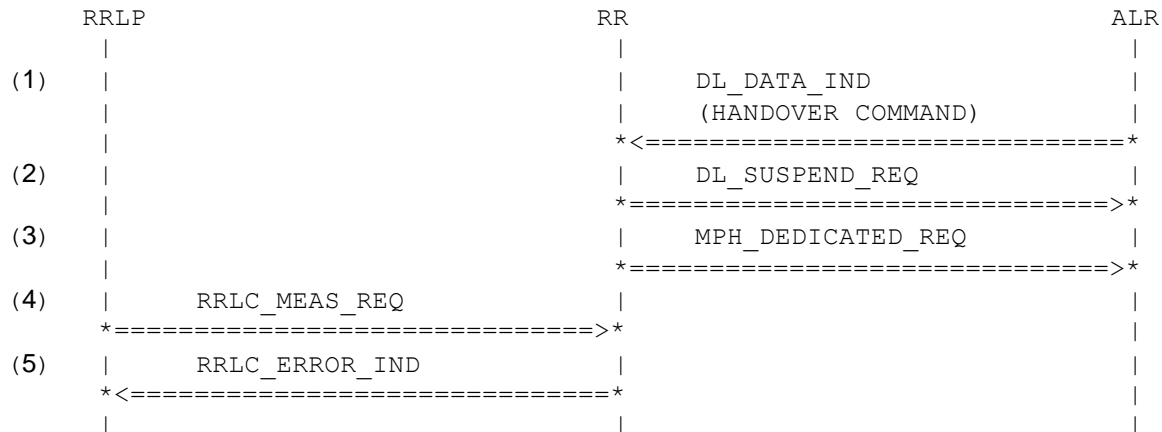 RRLP RR ALR
| | |
(1) | | DL_DATA_IND |
| | (HANDOVER COMMAND) |
| *<==============================*
(2) | | DL_SUSPEND_REQ |
| *==============================>*
(3) | | MPH_DEDICATED_REQ |
| *==============================>*
(4) | RRLC_MEAS_REQ | |
*==============================>* |
(5) | RRLC_ERROR_IND | |
*<==============================* |
| | |